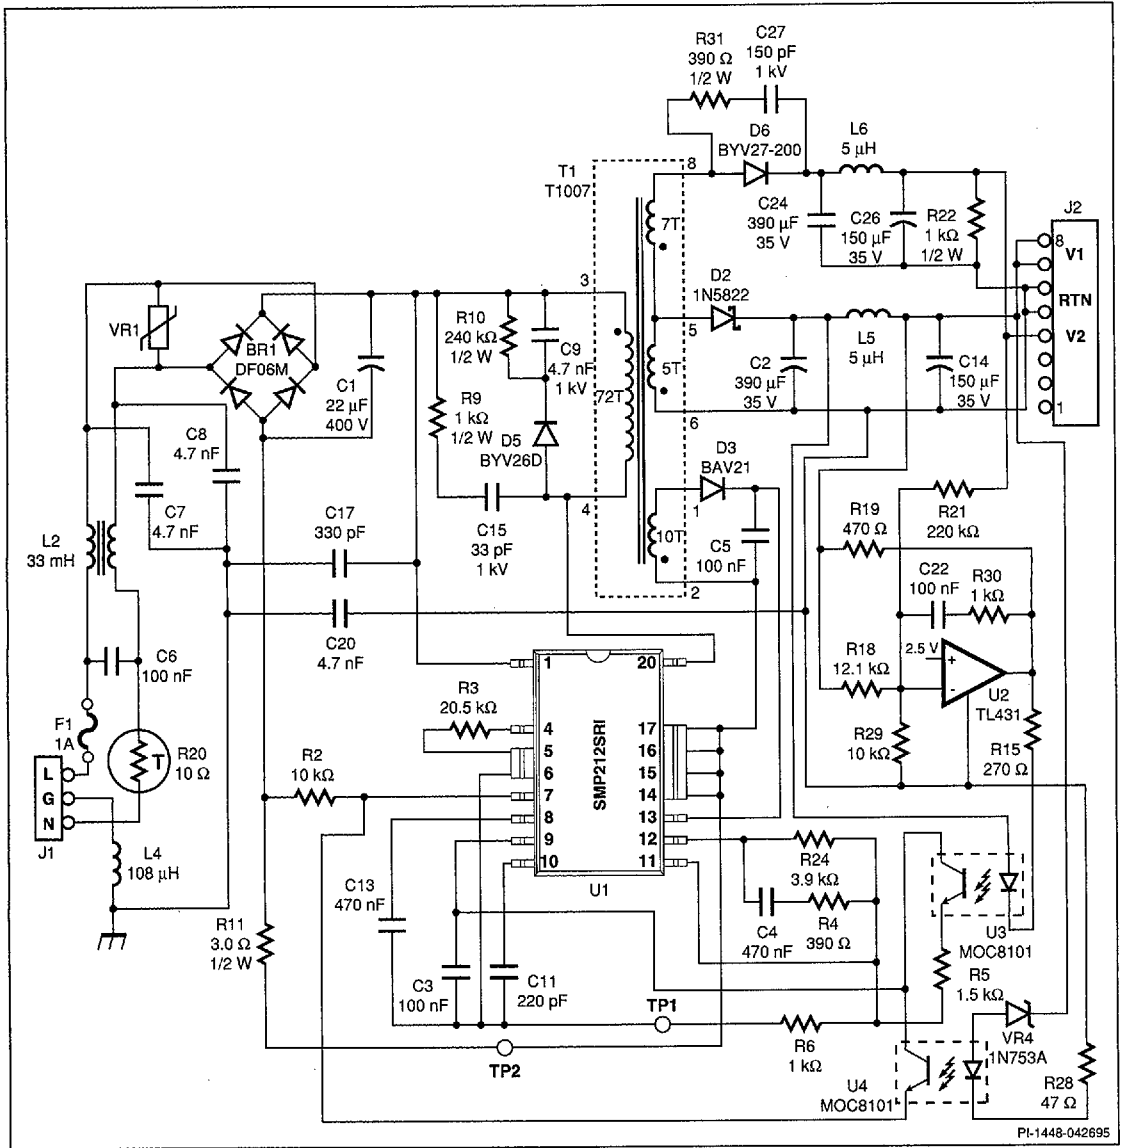 R31
390 Ω
1/2 W
C27
150 pF
1 kV
D6
BYV27-200
L6
5 µH
T1
T1007
8
7T
C24
390 µF
35 V
C26
150 µF
35 V
R22
1 kΩ
1/2 W
J2
8
V1
RTN
V2
1
D2
1N5822
5
L5
5 µH
C2
390 µF
35 V
C14
150 µF
35 V
5T
6
3
VR1
BR1
DF06M
C1
22 µF
400 V
R10
240 kΩ
1/2 W
C9
4.7 nF
1 kV
72T
R9
1 kΩ
1/2 W
D5
BYV26D
4
D3
BAV21
1
10T
2
C5
100 nF
C8
4.7 nF
C7
4.7 nF
L2
33 mH
C17
330 pF
C15
33 pF
1 kV
C20
4.7 nF
R19
470 Ω
R21
220 kΩ
C22
100 nF
R30
1 kΩ
2.5 V
+
-
U2
TL431
R18
12.1 kΩ
R29
10 kΩ
R15
270 Ω
C6
100 nF
F1
1A
T
R20
10 Ω
L
G
N
J1
L4
108 µH
R3
20.5 kΩ
R2
10 kΩ
1
4
5
6
7
8
9
10
SMP212SRI
20
17
16
15
14
13
12
11
U1
R24
3.9 kΩ
C4
470 nF
R4
390 Ω
C13
470 nF
R11
3.0 Ω
1/2 W
C3
100 nF
C11
220 pF
TP1
TP2
R6
1 kΩ
U3
MOC8101
R5
1.5 kΩ
VR4
1N753A
U4
MOC8101
R28
47 Ω
PI-1448-042695